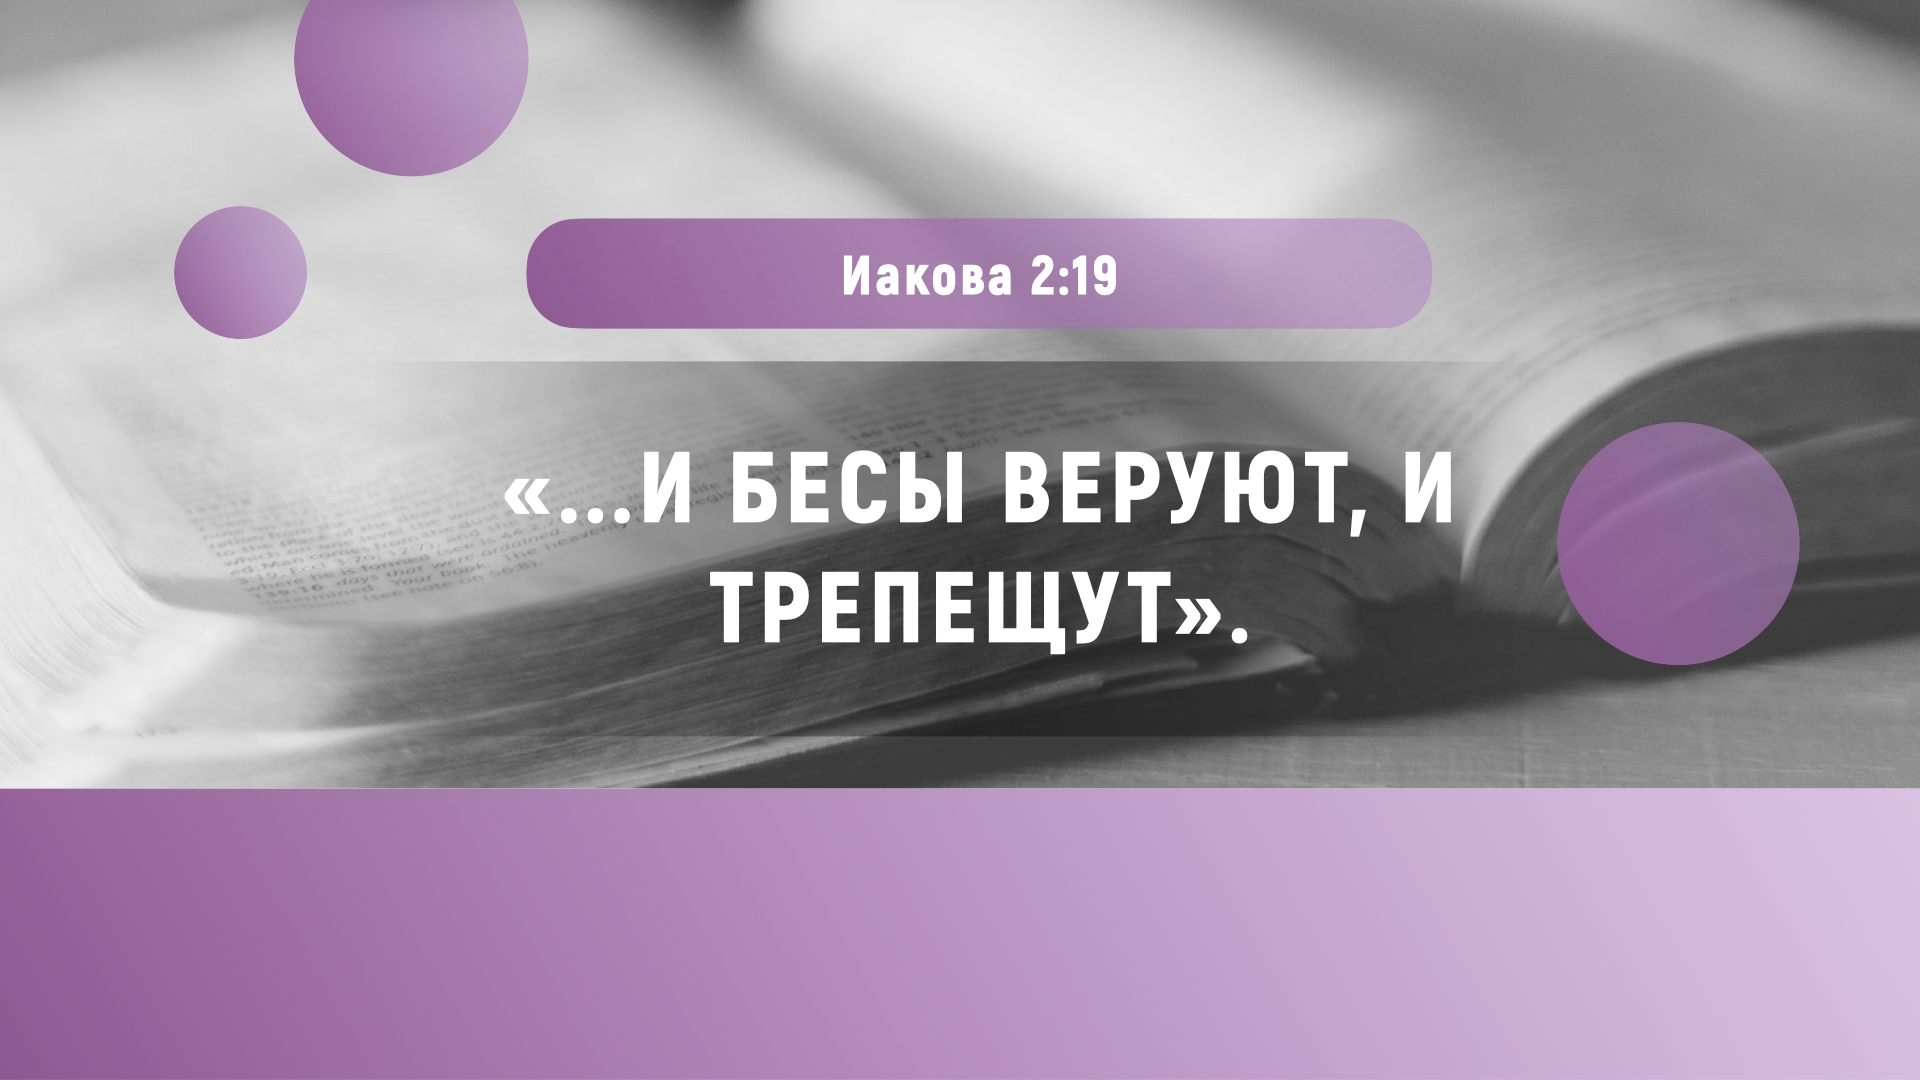 Иакова 2:19
«...И БЕСЫ ВЕРУЮТ, И
ТРЕПЕЩУТ».